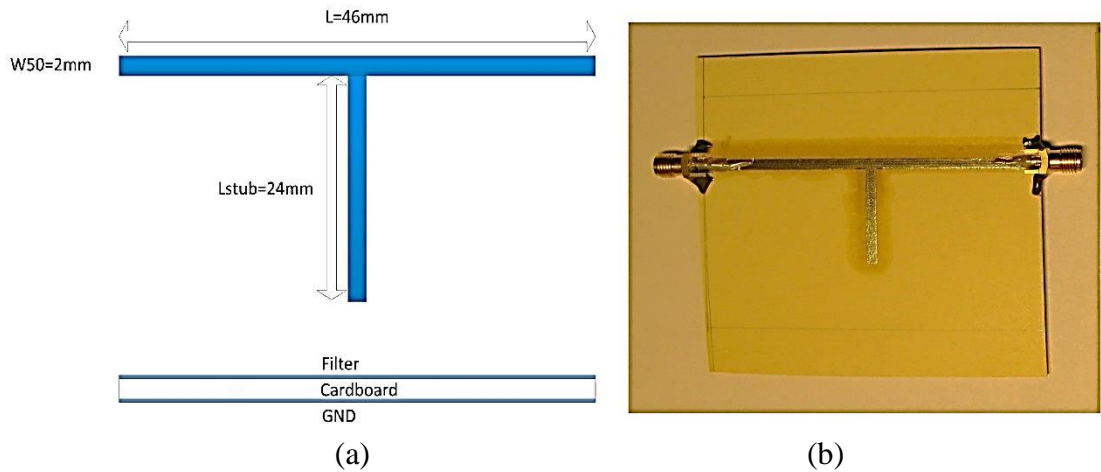 L=46mm
W50=2mm
Lstub=24mm
Filter
Cardboard
GND
(a)
(b)